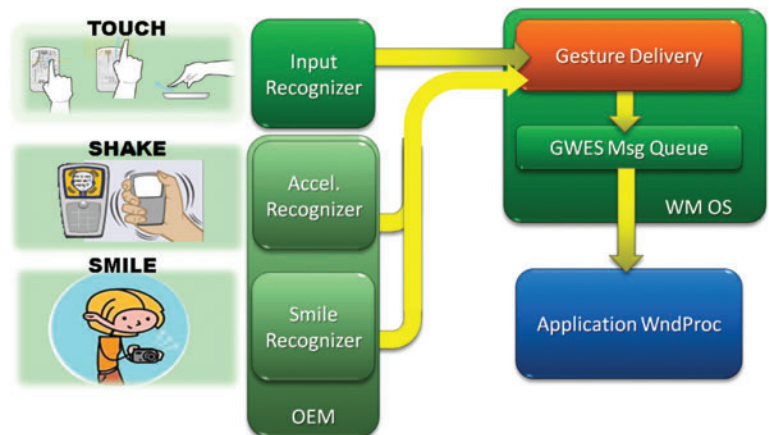 TOUCH
Input
Recognizer
Gesture Delivery
SHAKE
Accel.
Recognizer
GWES Msg Queue
WM OS
SMILE
Smile
Recognizer
Application WndProc
OEM